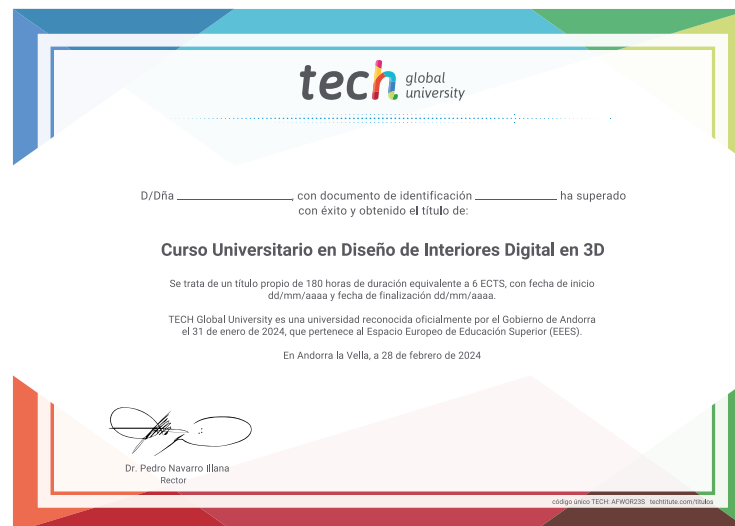 tech global university
D/Dña ____________________, con documento de identificación ______________ ha superado
con éxito y obtenido el título de:
Curso Universitario en Diseño de Interiores Digital en 3D
Se trata de un título propio de 180 horas de duración equivalente a 6 ECTS, con fecha de inicio
dd/mm/aaaa y fecha de finalización dd/mm/aaaa.
TECH Global University es una universidad reconocida oficialmente por el Gobierno de Andorra
el 31 de enero de 2024, que pertenece al Espacio Europeo de Educación Superior (EEES).
En Andorra la Vella, a 28 de febrero de 2024
Dr. Pedro Navarro Illana
Rector
código único TECH: AFWOR23S techtitute.com/titulos